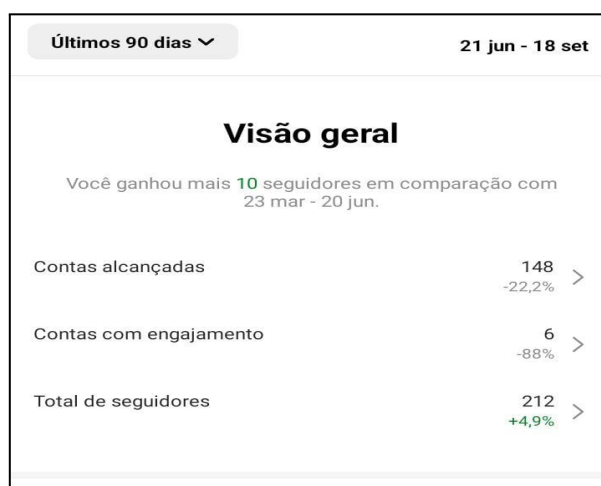 Últimos 90 dias
21 jun - 18 set
Visão geral
Você ganhou mais 10 seguidores em comparação com
23 mar - 20 jun.
Contas alcançadas
148
-22,2%
Contas com engajamento
6
-88%
Total de seguidores
212
+4,9%